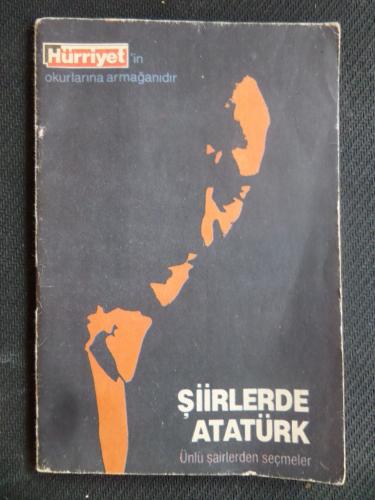 Hürriyet'in
okurlarına armağanıdır
ŞİİRLERDE
ATATÜRK
Ünlü şairlerden seçmeler